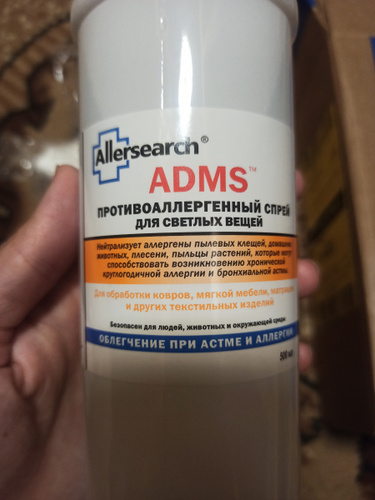 Allersearch®
ADMS™
ПРОТИВОАЛЛЕРГЕННЫЙ СПРЕЙ
ДЛЯ СВЕТЛЫХ ВЕЩЕЙ
Нейтрализует аллергены пылевых клещей, домашних
животных, плесени, пыльцы растений, которые могут
способствовать возникновению хронической
круглогодичной аллергии и бронхиальной астмы.
Для обработки ковров, мягкой мебели, матрацев
и других текстильных изделий
Безопасен для людей, животных и окружающей среды
ОБЛЕГЧЕНИЕ ПРИ АСТМЕ И АЛЛЕРГИИ
500 мл